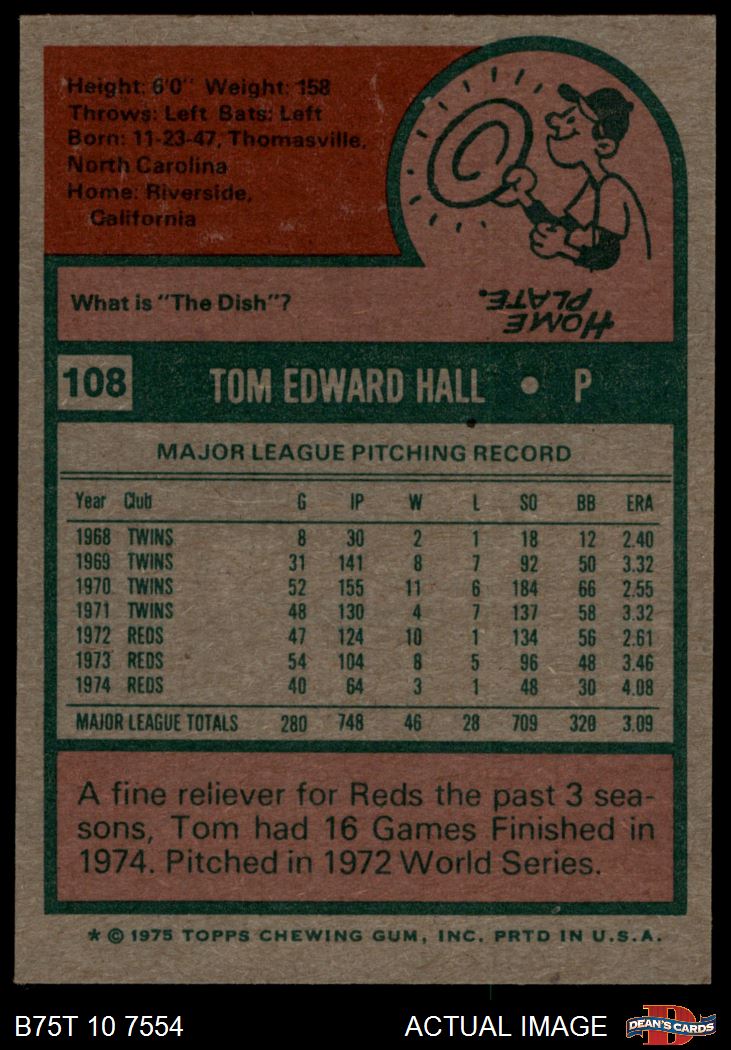 Height: 6'0" Weight: 158
Throws: Left Bats: Left
Born: 11-23-47, Thomasville,
North Carolina
Home: Riverside,
California
What is "The Dish"?
HOME
PLATE.
108 TOM EDWARD HALL • P
MAJOR LEAGUE PITCHING RECORD
Year Club G IP W L SO BB ERA
1968 TWINS 8 30 2 1 18 12 2.40
1969 TWINS 31 141 8 7 92 50 3.32
1970 TWINS 52 155 11 6 184 66 2.55
1971 TWINS 48 130 4 7 137 58 3.32
1972 REDS 47 124 10 1 134 56 2.61
1973 REDS 54 104 8 5 96 48 3.46
1974 REDS 40 64 3 1 48 30 4.08
MAJOR LEAGUE TOTALS 280 748 46 28 709 320 3.09
A fine reliever for Reds the past 3 sea-
sons, Tom had 16 Games Finished in
1974. Pitched in 1972 World Series.
* © 1975 TOPPS CHEWING GUM, INC. PRTD IN U.S.A.
B75T 10 7554 ACTUAL IMAGE DEAN'S CARDS